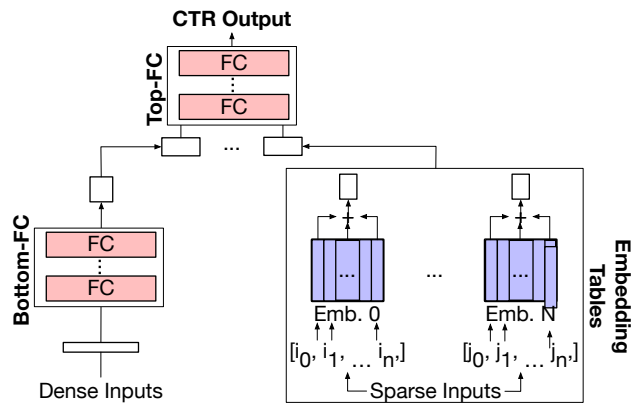 CTR Output
Top-FC
FC
FC
...
Bottom-FC
FC
FC
Dense Inputs
+
+
...
...
...
Emb. 0
Emb. N
[i0, i1, ... in,]
[j0, j1, ... jn,]
Sparse Inputs
Embedding
Tables